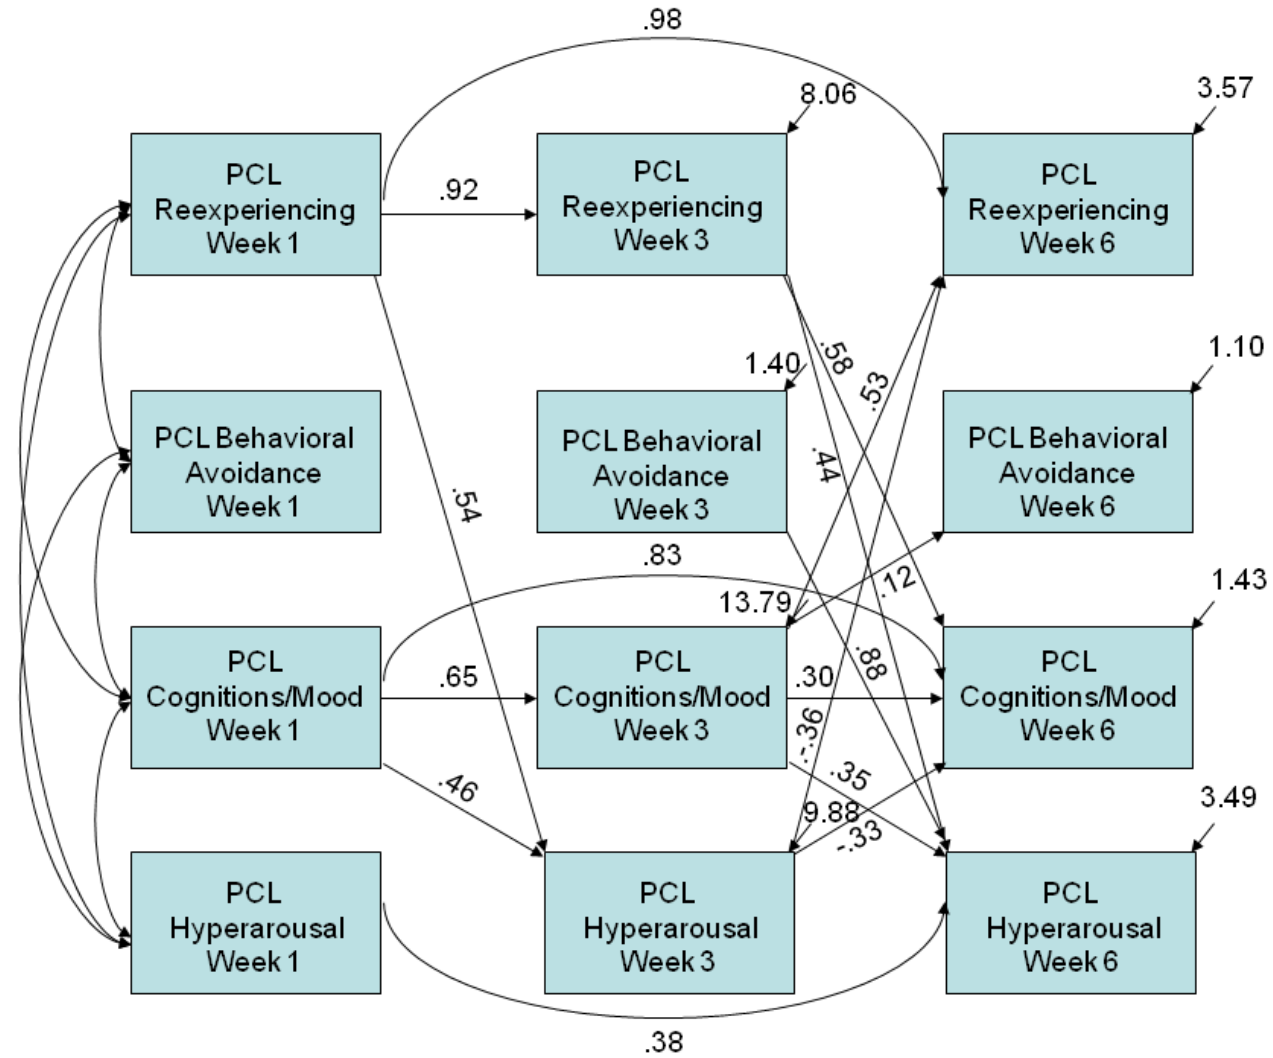 .98
8.06
3.57
PCL
Reexperiencing
Week 1
.92
PCL
Reexperiencing
Week 3
PCL
Reexperiencing
Week 6
.58
.53
1.40
1.10
PCL Behavioral
Avoidance
Week 1
.54
PCL Behavioral
Avoidance
Week 3
.44
PCL Behavioral
Avoidance
Week 6
.83
.12
13.79
1.43
PCL
Cognitions/Mood
Week 1
.65
PCL
Cognitions/Mood
Week 3
.88
.30
-.36
PCL
Cognitions/Mood
Week 6
.46
.35
9.88
-.33
3.49
PCL
Hyperarousal
Week 1
PCL
Hyperarousal
Week 3
PCL
Hyperarousal
Week 6
.38